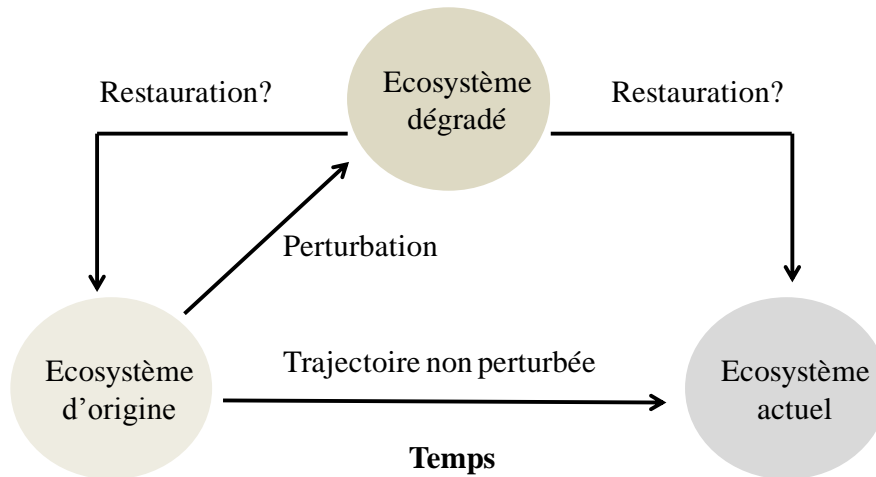 Ecosystème
dégradé
Restauration?
Restauration?
Perturbation
Ecosystème
d’origine
Trajectoire non perturbée
Ecosystème
actuel
Temps